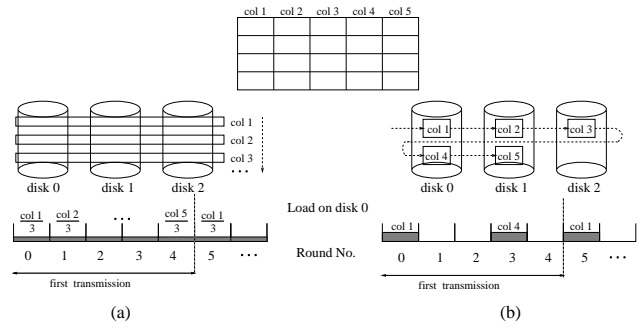 col 1 col 2 col 3 col 4 col 5
col 1
col 2
col 3
...
disk 0 disk 1 disk 2
col 1 col 2 col 3
col 4 col 5
disk 0 disk 1 disk 2
Load on disk 0
col 1/3 col 2/3 ... col 5/3 col 1/3
0 1 2 3 4 5 ...
first transmission
(a)
Round No.
col 1 col 4 col 1
0 1 2 3 4 5 ...
first transmission
(b)